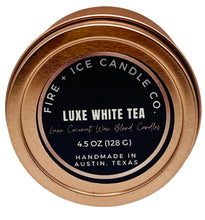 FIRE + ICE CANDLE CO.
LUXE WHITE TEA
Luxe Coconut Wax Blend Candles
4.5 OZ (128 G)
HANDMADE IN
AUSTIN, TEXAS